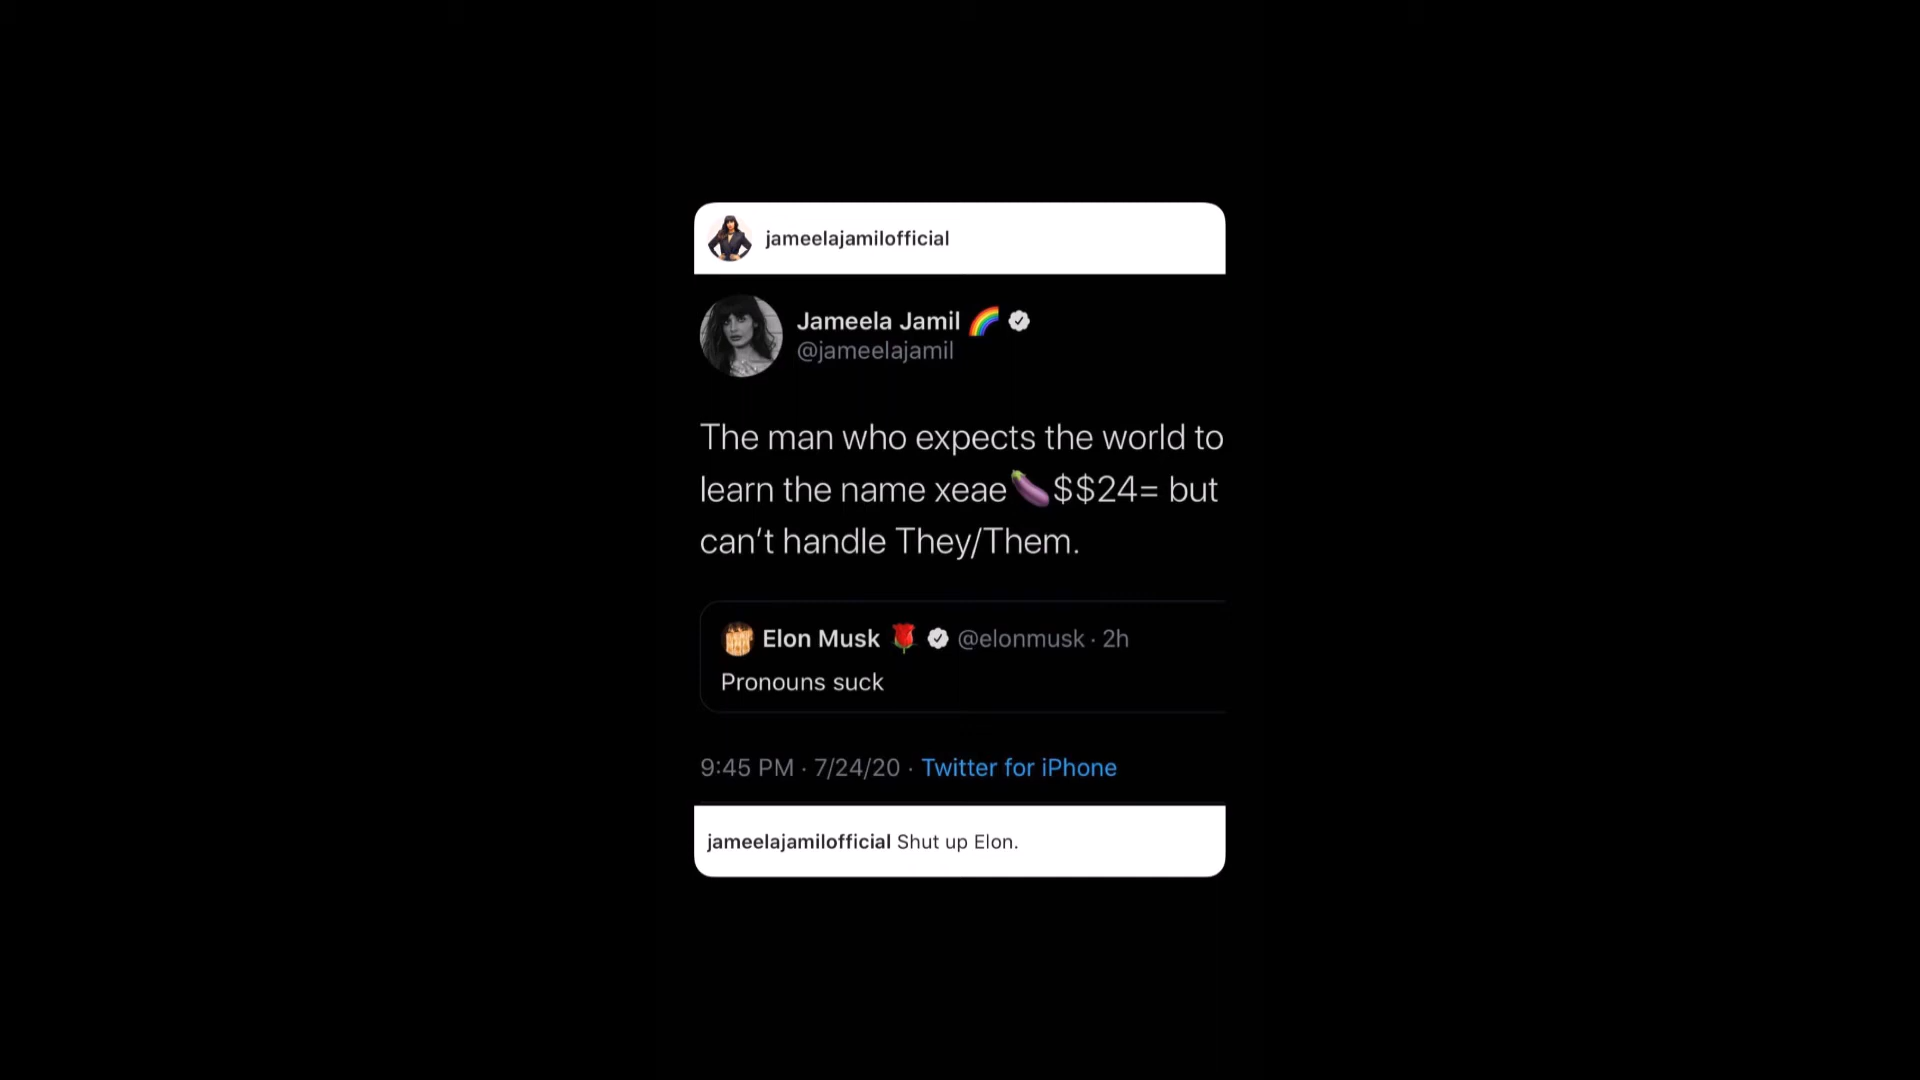 jameelajamilofficial
Jameela Jamil 🌈
@jameelajamil
The man who expects the world to
learn the name xeae🍆$$24= but
can't handle They/Them.
Elon Musk 🌹 @elonmusk · 2h
Pronouns suck
9:45 PM · 7/24/20 · Twitter for iPhone
jameelajamilofficial Shut up Elon.